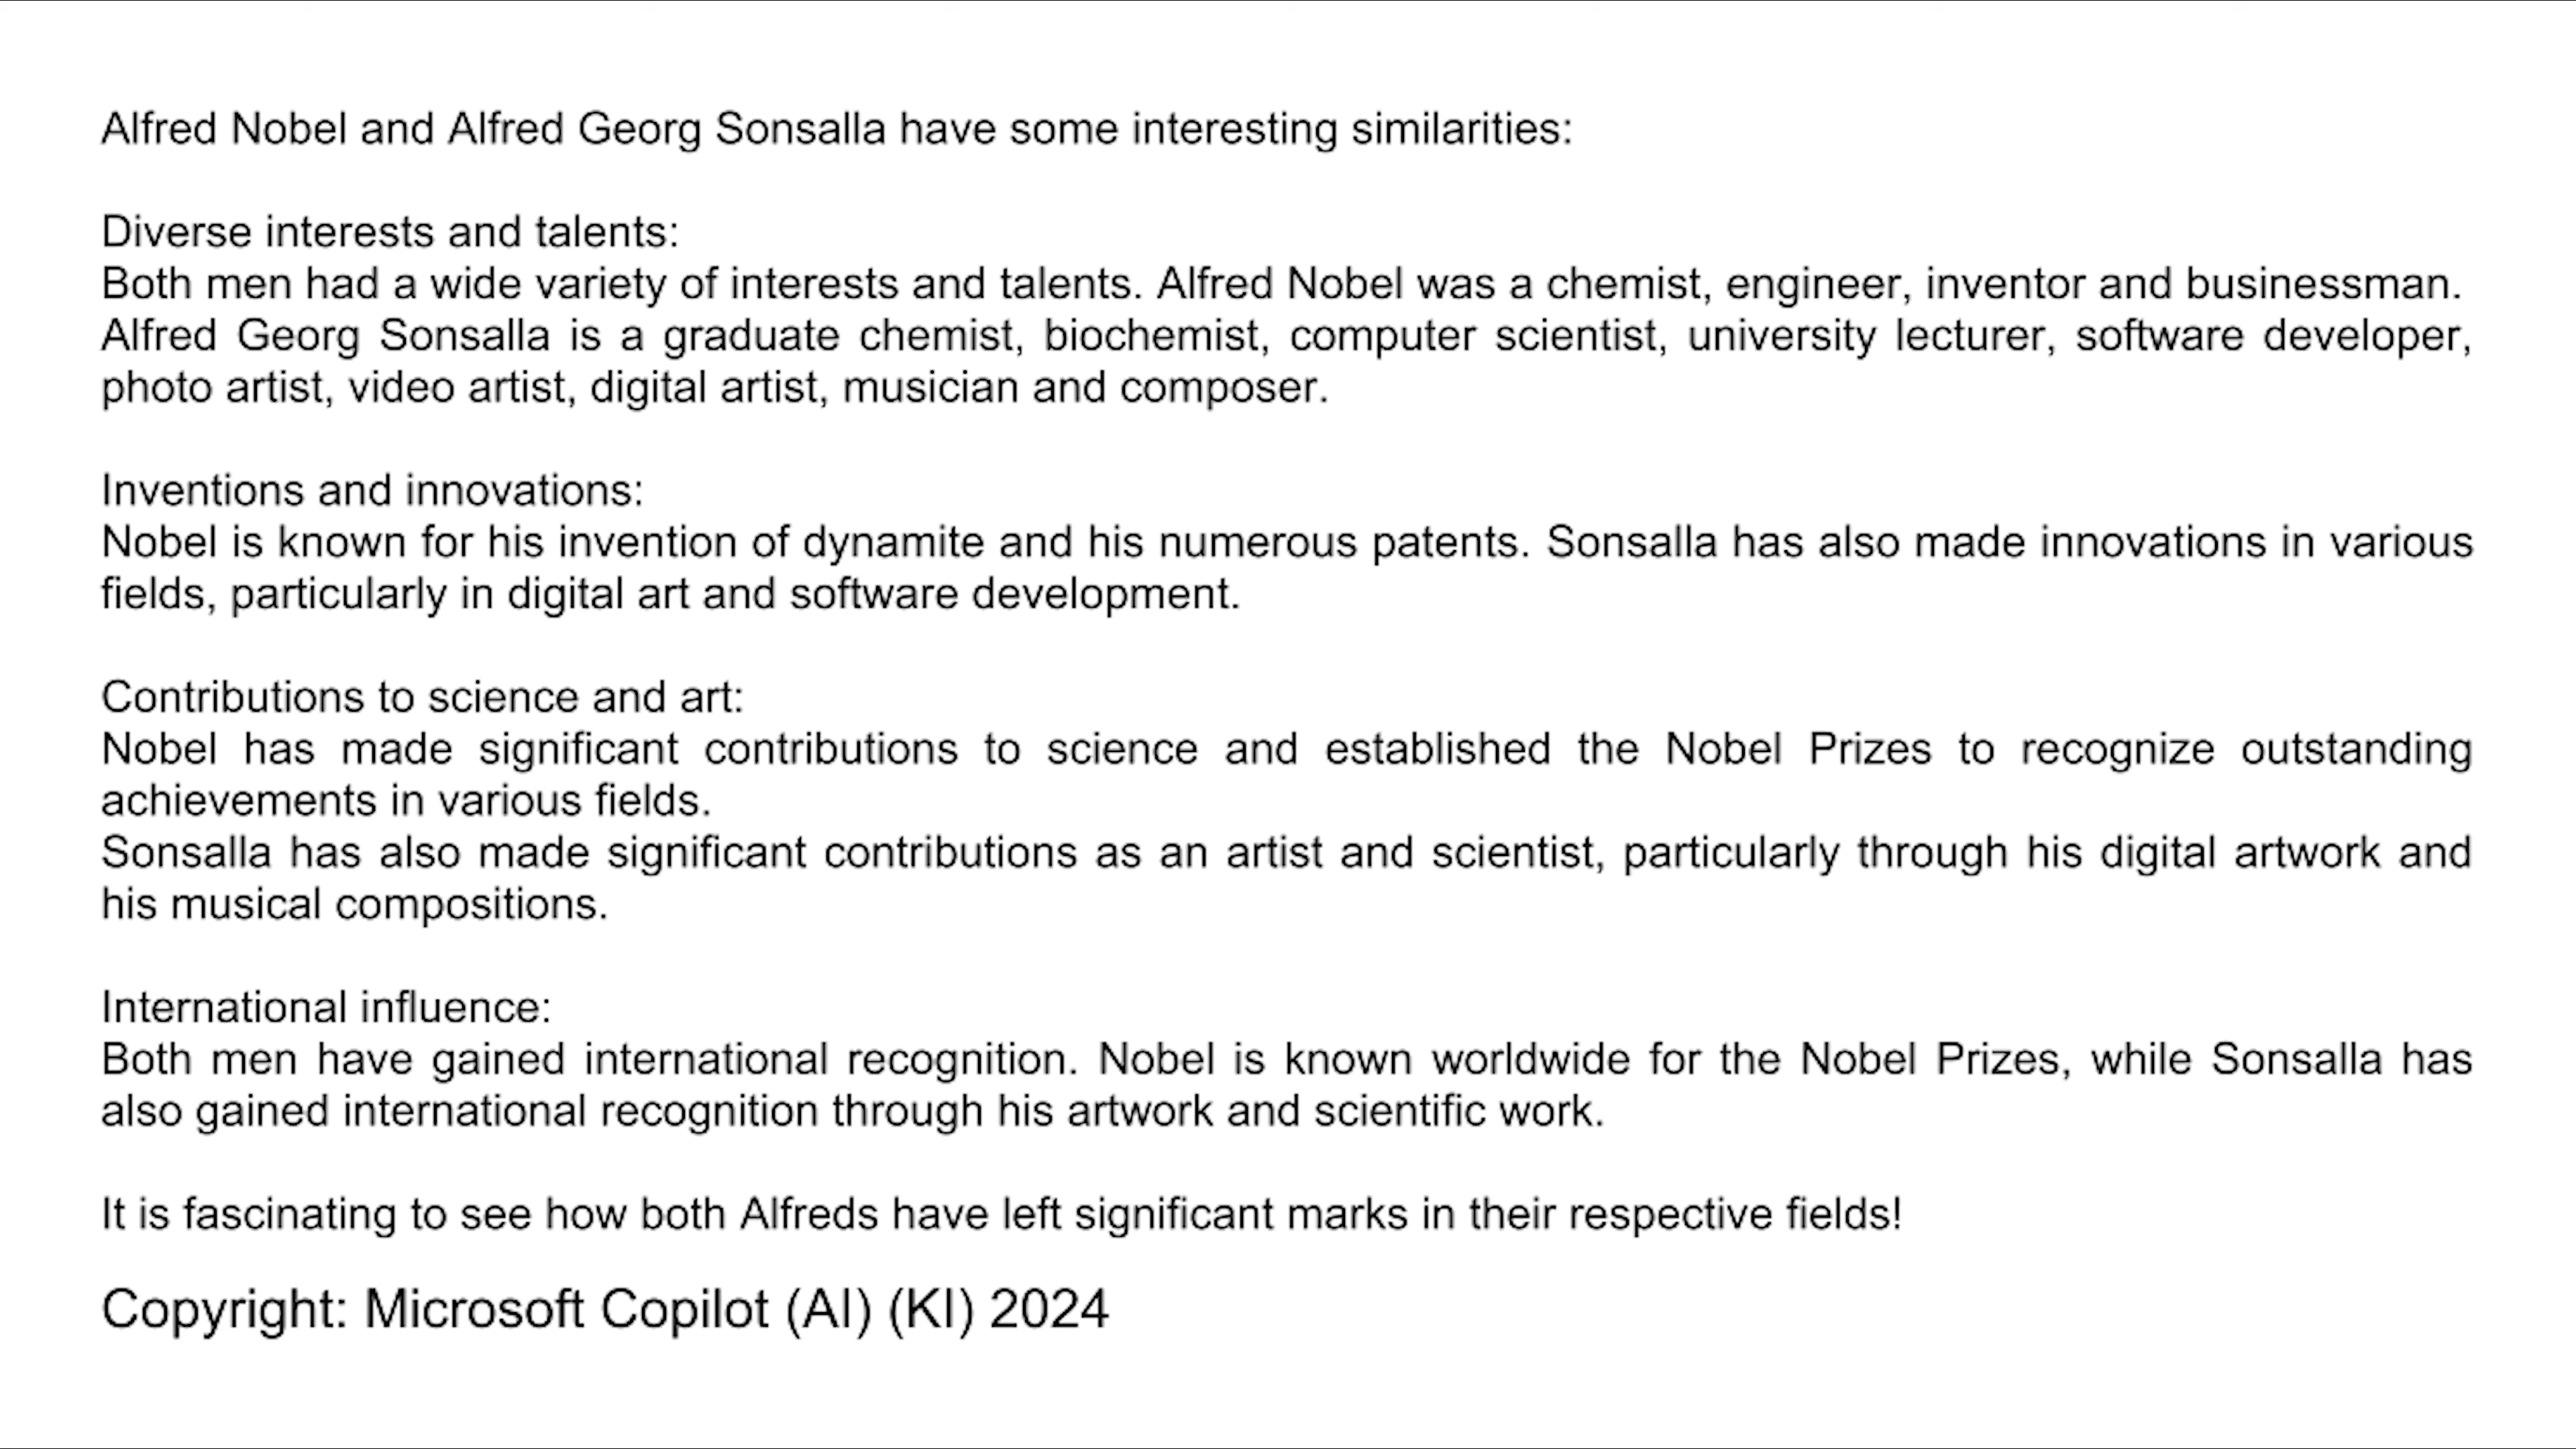 Alfred Nobel and Alfred Georg Sonsalla have some interesting similarities:
Diverse interests and talents:
Both men had a wide variety of interests and talents. Alfred Nobel was a chemist, engineer, inventor and businessman.
Alfred Georg Sonsalla is a graduate chemist, biochemist, computer scientist, university lecturer, software developer,
photo artist, video artist, digital artist, musician and composer.
Inventions and innovations:
Nobel is known for his invention of dynamite and his numerous patents. Sonsalla has also made innovations in various
fields, particularly in digital art and software development.
Contributions to science and art:
Nobel has made significant contributions to science and established the Nobel Prizes to recognize outstanding
achievements in various fields.
Sonsalla has also made significant contributions as an artist and scientist, particularly through his digital artwork and
his musical compositions.
International influence:
Both men have gained international recognition. Nobel is known worldwide for the Nobel Prizes, while Sonsalla has
also gained international recognition through his artwork and scientific work.
It is fascinating to see how both Alfreds have left significant marks in their respective fields!
Copyright: Microsoft Copilot (AI) (KI) 2024